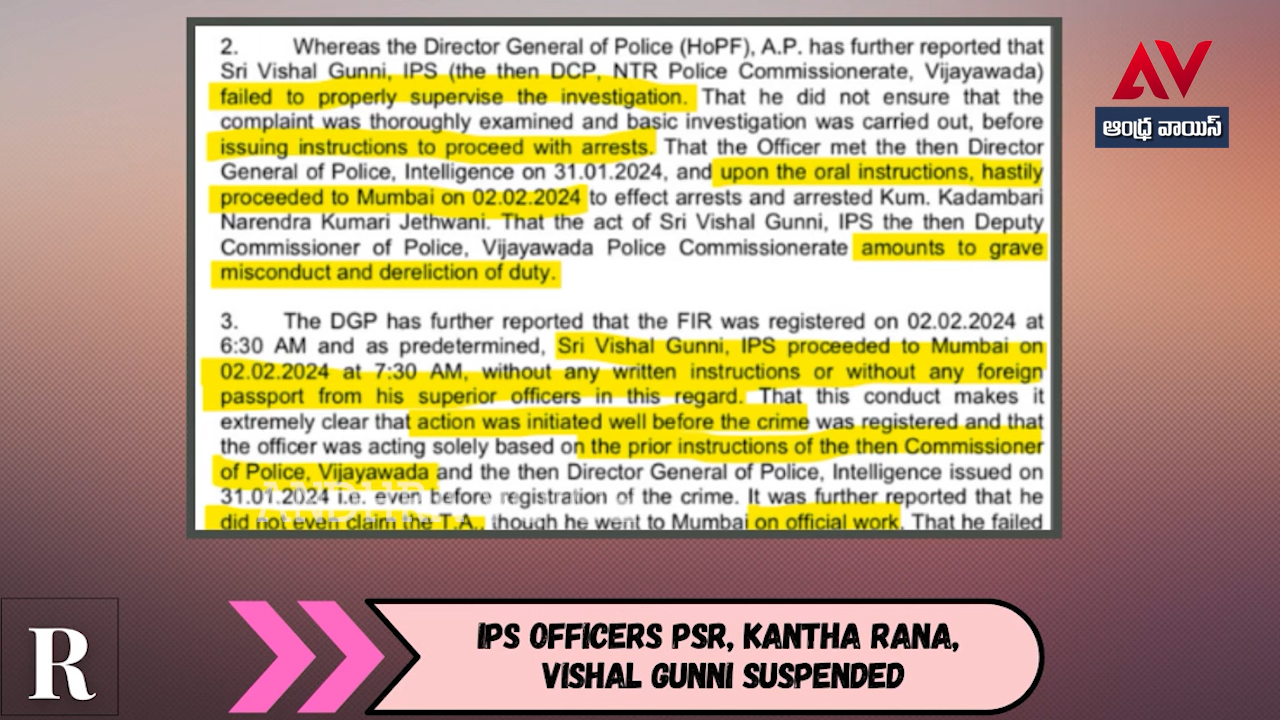 2. Whereas the Director General of Police (HoPF), A.P. has further reported that
Sri Vishal Gunni, IPS (the then DCP, NTR Police Commissionerate, Vijayawada)
failed to properly supervise the investigation. That he did not ensure that the
complaint was thoroughly examined and basic investigation was carried out, before
issuing instructions to proceed with arrests. That the Officer met the then Director
General of Police, Intelligence on 31.01.2024, and upon the oral instructions, hastily
proceeded to Mumbai on 02.02.2024 to effect arrests and arrested Kum. Kadambari
Narendra Kumari Jethwani. That the act of Sri Vishal Gunni, IPS the then Deputy
Commissioner of Police, Vijayawada Police Commissionerate amounts to grave
misconduct and dereliction of duty.
3. The DGP has further reported that the FIR was registered on 02.02.2024 at
6:30 AM and as predetermined, Sri Vishal Gunni, IPS proceeded to Mumbai on
02.02.2024 at 7:30 AM, without any written instructions or without any foreign
passport from his superior officers in this regard. That this conduct makes it
extremely clear that action was initiated well before the crime was registered and that
the officer was acting solely based on the prior instructions of the then Commissioner
of Police, Vijayawada and the then Director General of Police, Intelligence issued on
31.01.2024 i.e. even before registration of the crime. It was further reported that he
did not even claim the T.A., though he went to Mumbai on official work. That he failed
AV
ఆంధ్ర వాయిస్
R
IPS OFFICERS PSR, KANTHA RANA,
VISHAL GUNNI SUSPENDED